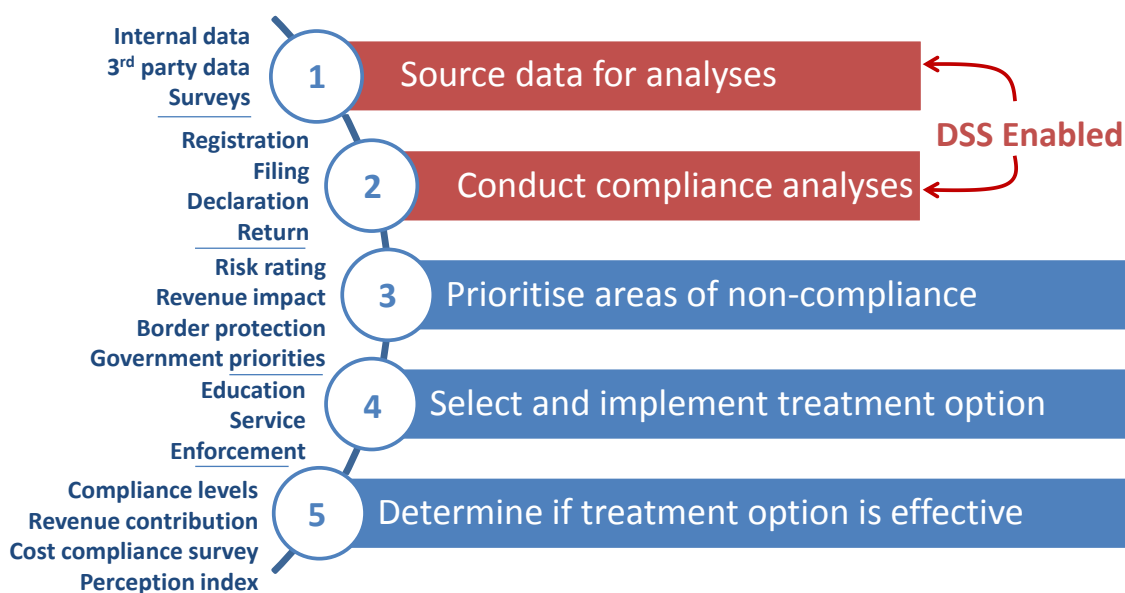 Internal data
3rd party data
Surveys
1
Source data for analyses
DSS Enabled
Registration
Filing
Declaration
Return
2
Conduct compliance analyses
Risk rating
Revenue impact
Border protection
Government priorities
3
Prioritise areas of non-compliance
Education
Service
Enforcement
4
Select and implement treatment option
Compliance levels
Revenue contribution
Cost compliance survey
Perception index
5
Determine if treatment option is effective